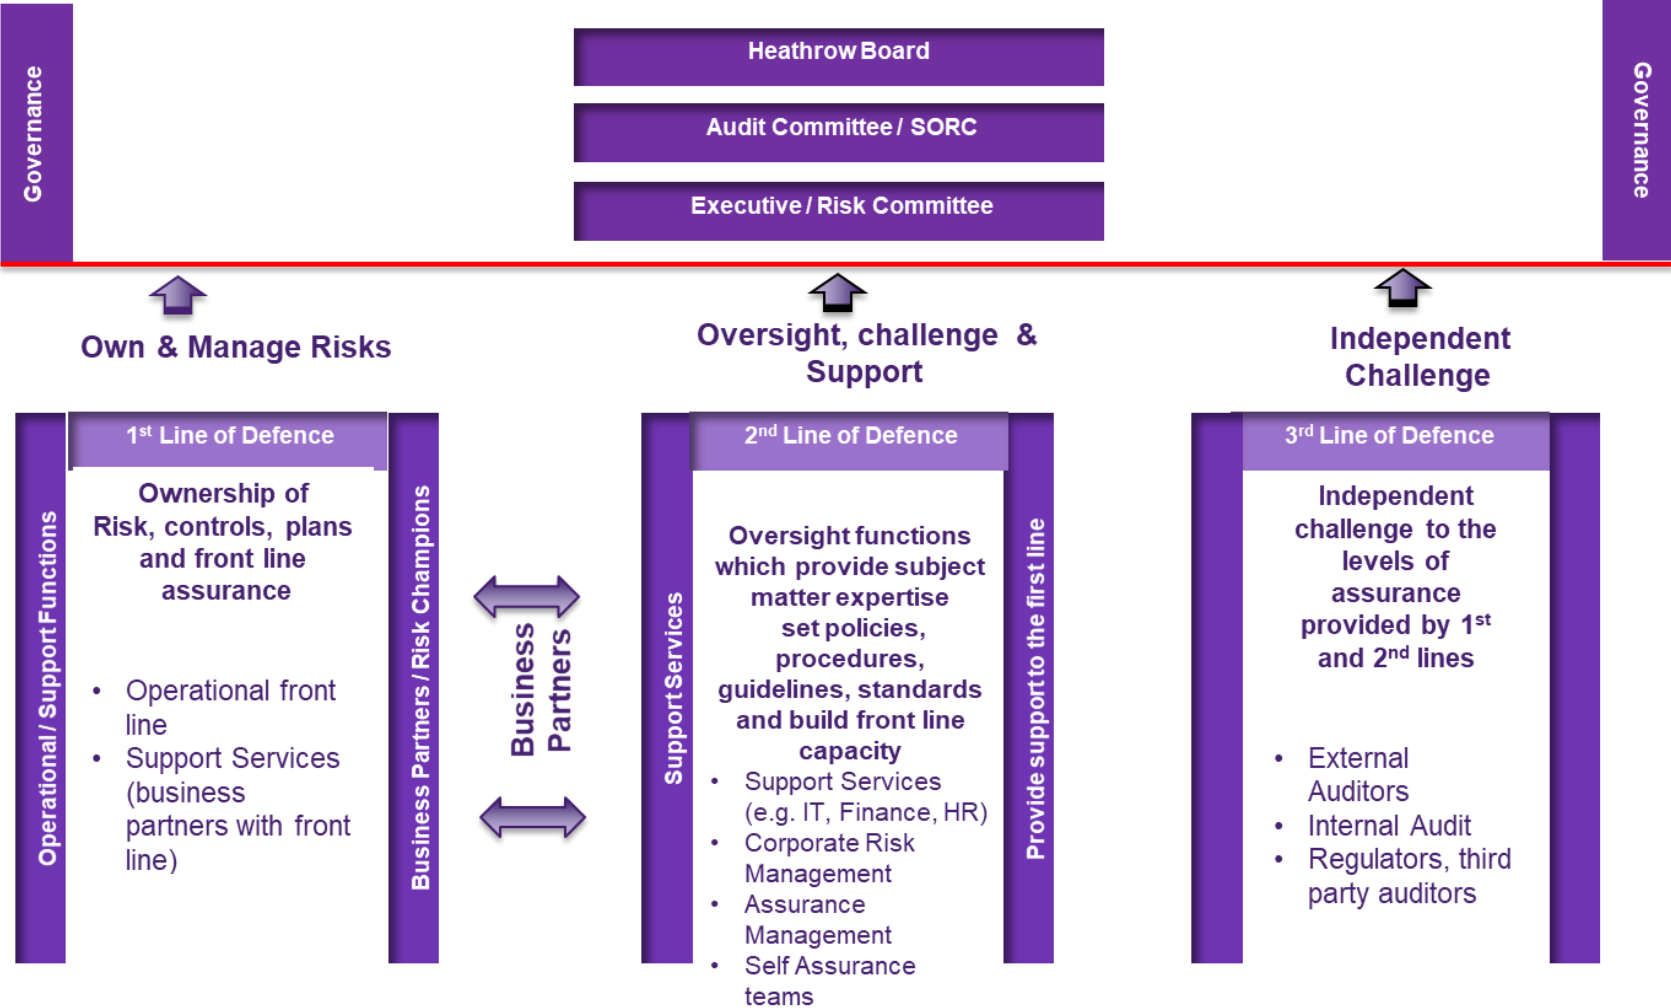 Governance
Heathrow Board
Audit Committee / SORC
Executive / Risk Committee
Governance
Own & Manage Risks
Oversight, challenge &
Support
Independent
Challenge
Operational / Support Functions
1st Line of Defence
Ownership of
Risk, controls, plans
and front line
assurance
• Operational front
line
• Support Services
(business
partners with front
line)
Business Partners / Risk Champions
Business
Partners
Support Services
2nd Line of Defence
Oversight functions
which provide subject
matter expertise
set policies,
procedures,
guidelines, standards
and build front line
capacity
• Support Services
(e.g. IT, Finance, HR)
• Corporate Risk
Management
• Assurance
Management
• Self Assurance
teams
Provide support to the first line
3rd Line of Defence
Independent
challenge to the
levels of
assurance
provided by 1st
and 2nd lines
• External
Auditors
• Internal Audit
• Regulators, third
party auditors